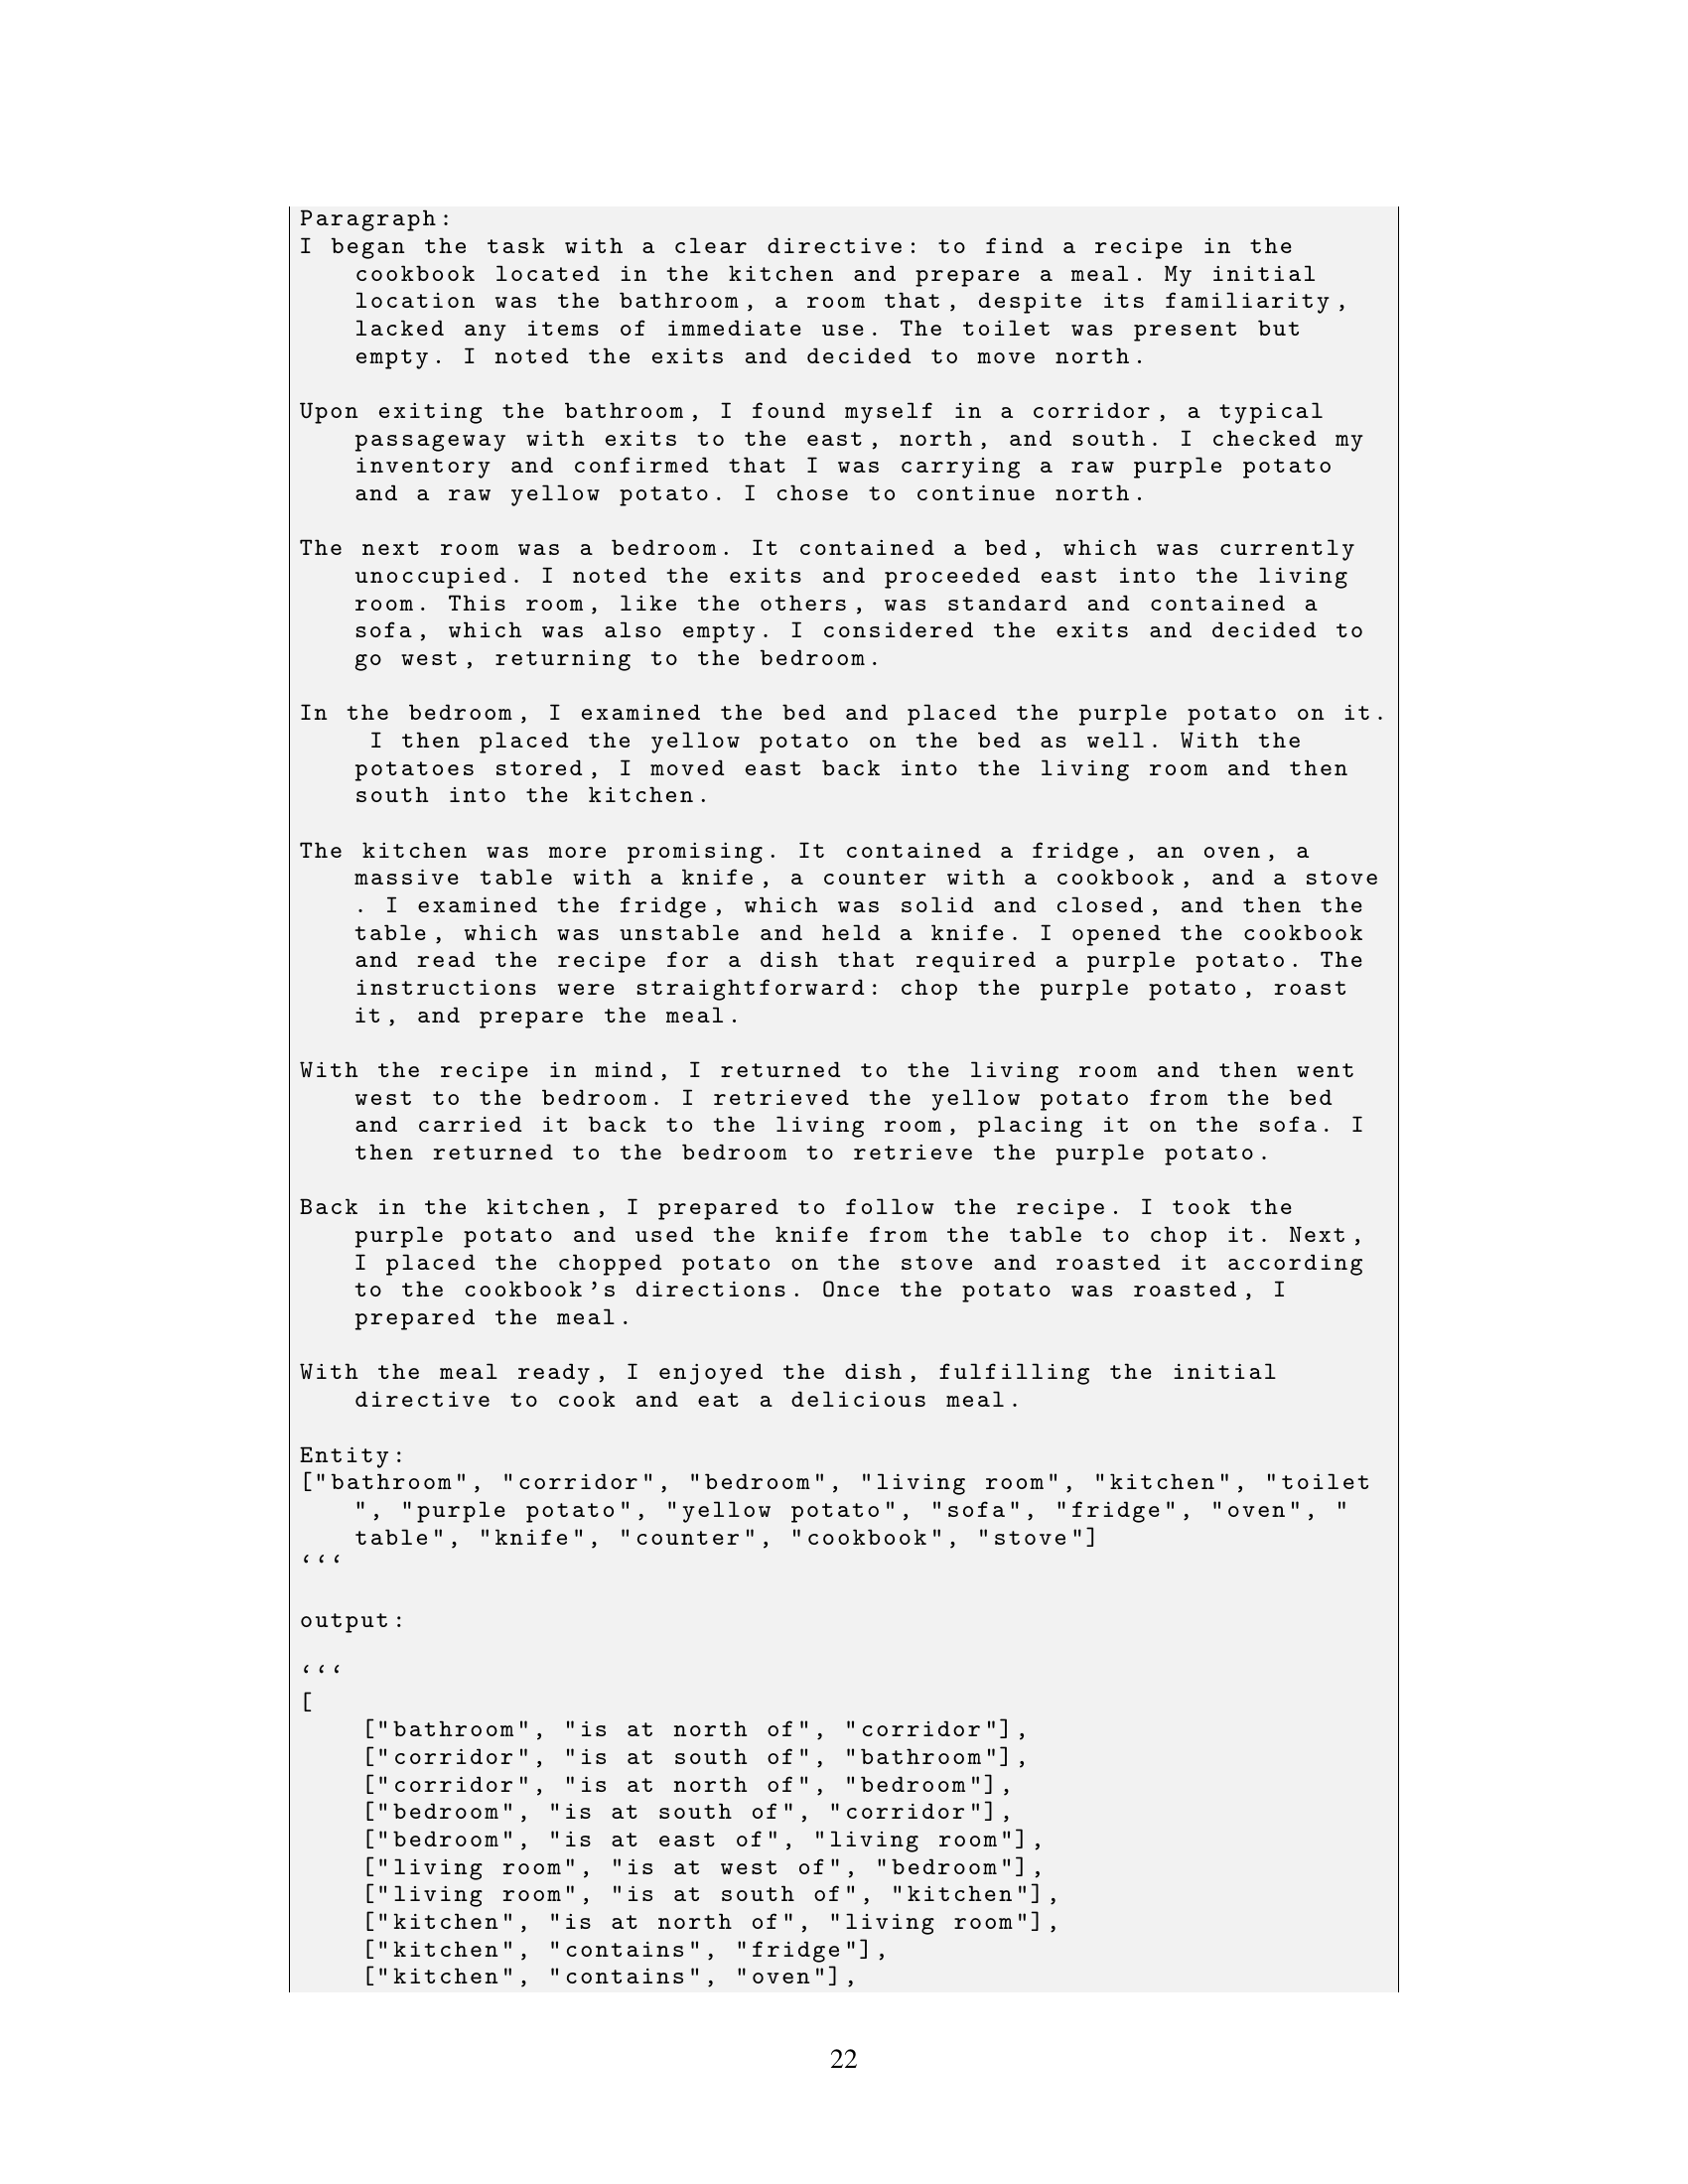 Paragraph:
I began the task with a clear directive: to find a recipe in the
cookbook located in the kitchen and prepare a meal. My initial
location was the bathroom, a room that, despite its familiarity,
lacked any items of immediate use. The toilet was present but
empty. I noted the exits and decided to move north.
Upon exiting the bathroom, I found myself in a corridor, a typical
passageway with exits to the east, north, and south. I checked my
inventory and confirmed that I was carrying a raw purple potato
and a raw yellow potato. I chose to continue north.
The next room was a bedroom. It contained a bed, which was currently
unoccupied. I noted the exits and proceeded east into the living
room. This room, like the others, was standard and contained a
sofa, which was also empty. I considered the exits and decided to
go west, returning to the bedroom.
In the bedroom, I examined the bed and placed the purple potato on it.
I then placed the yellow potato on the bed as well. With the
potatoes stored, I moved east back into the living room and then
south into the kitchen.
The kitchen was more promising. It contained a fridge, an oven, a
massive table with a knife, a counter with a cookbook, and a stove
. I examined the fridge, which was solid and closed, and then the
table, which was unstable and held a knife. I opened the cookbook
and read the recipe for a dish that required a purple potato. The
instructions were straightforward: chop the purple potato, roast
it, and prepare the meal.
With the recipe in mind, I returned to the living room and then went
west to the bedroom. I retrieved the yellow potato from the bed
and carried it back to the living room, placing it on the sofa. I
then returned to the bedroom to retrieve the purple potato.
Back in the kitchen, I prepared to follow the recipe. I took the
purple potato and used the knife from the table to chop it. Next,
I placed the chopped potato on the stove and roasted it according
to the cookbook's directions. Once the potato was roasted, I
prepared the meal.
With the meal ready, I enjoyed the dish, fulfilling the initial
directive to cook and eat a delicious meal.
Entity:
["bathroom", "corridor", "bedroom", "living room", "kitchen", "toilet
", "purple potato", "yellow potato", "sofa", "fridge", "oven", "
table", "knife", "counter", "cookbook", "stove"]
‘‘‘
output:
‘‘‘
[
["bathroom", "is at north of", "corridor"],
["corridor", "is at south of", "bathroom"],
["corridor", "is at north of", "bedroom"],
["bedroom", "is at south of", "corridor"],
["bedroom", "is at east of", "living room"],
["living room", "is at west of", "bedroom"],
["living room", "is at south of", "kitchen"],
["kitchen", "is at north of", "living room"],
["kitchen", "contains", "fridge"],
["kitchen", "contains", "oven"],
22